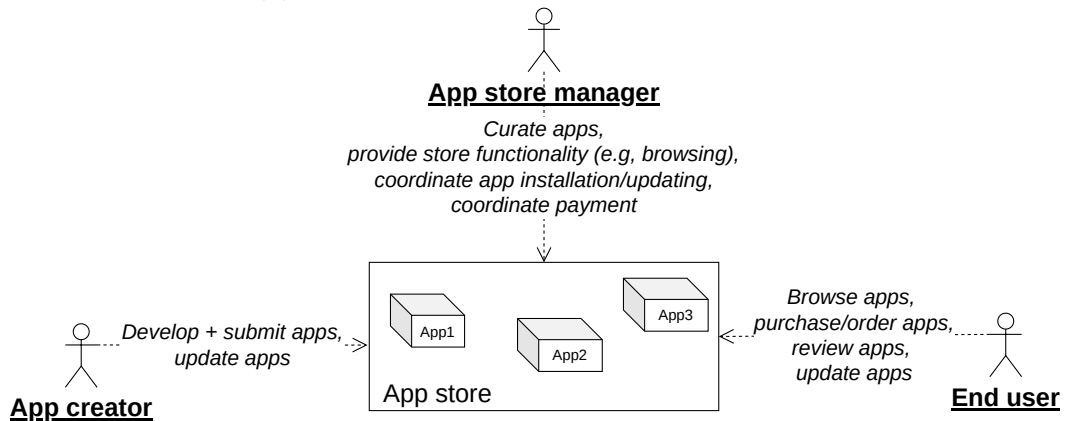 App store manager
Curate apps,
provide store functionality (e.g, browsing),
coordinate app installation/updating,
coordinate payment
App1
App2
App3
App store
Develop + submit apps,
update apps
App creator
Browse apps,
purchase/order apps,
review apps,
update apps
End user